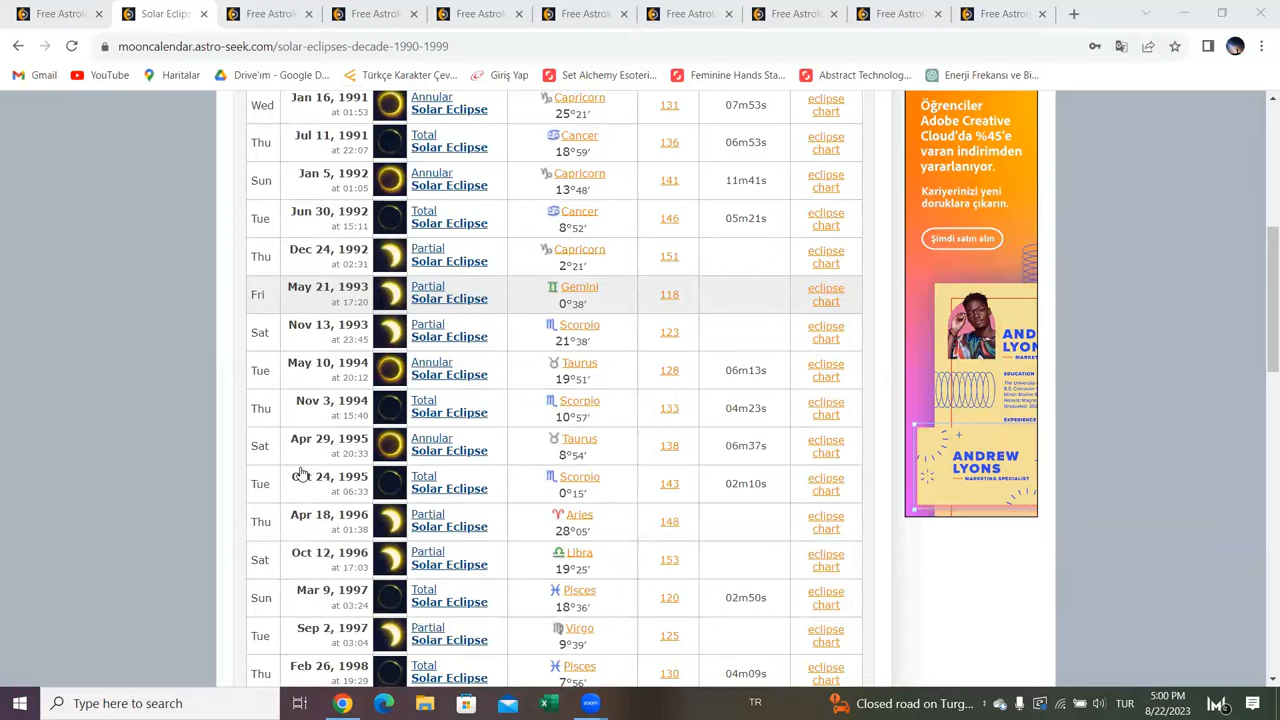 Free Astrok
Solar Eclips
Free Astrol
Free Astrok
Free Astrok
Free Astrok
Free Astrol
Free Astrol
Free Astrol
Free Astrol
mooncalendar.astro-seek.com/solar-eclipses-decade-1990-1999
Gmail YouTube Haritalar Drive'ım - Google D... Türkçe Karakter Çev... Giriş Yap Set Alchemy Esoteri... Feminine Hands Sac... Abstract Technolog... Enerji Frekansı ve Bi...
Wed Jan 16, 1991 at 01:53 Annular Solar Eclipse Capricorn 25°21' 131 07m53s eclipse chart
Jul 11, 1991 at 22:07 Total Solar Eclipse Cancer 18°59' 136 06m53s eclipse chart
Jan 5, 1992 at 01:05 Annular Solar Eclipse Capricorn 13°48' 141 11m41s eclipse chart
Jun 30, 1992 at 15:11 Total Solar Eclipse Cancer 8°52' 146 05m21s eclipse chart
Dec 24, 1992 at 02:31 Partial Solar Eclipse Capricorn 2°21' 151 eclipse chart
Fri May 21, 1993 at 17:20 Partial Solar Eclipse Gemini 0°38' 118 eclipse chart
Sat Nov 13, 1993 at 23:45 Partial Solar Eclipse Scorpio 21°38' 123 eclipse chart
Tue May 10, 1994 at 20:12 Annular Solar Eclipse Taurus 19°51' 128 06m13s eclipse chart
Thu 3, 1994 at 15:40 Total Solar Eclipse Scorpio 10°52' 133 04m23s eclipse chart
Apr 29, 1995 at 20:33 Annular Solar Eclipse Taurus 8°54' 138 06m37s eclipse chart
Tue 24, 1995 at 06:33 Total Solar Eclipse Scorpio 0°15' 143 02m10s eclipse chart
Apr 18, 1996 at 01:38 Partial Solar Eclipse Aries 28°05' 148 eclipse chart
Sat Oct 12, 1996 at 17:03 Partial Solar Eclipse Libra 19°25' 153 eclipse chart
Sun Mar 9, 1997 at 03:24 Total Solar Eclipse Pisces 18°36' 120 02m50s eclipse chart
Tue Sep 2, 1997 at 03:04 Partial Solar Eclipse Virgo 9°39' 125 eclipse chart
Thu Feb 26, 1998 at 19:29 Total Solar Eclipse Pisces 7°56' 130 04m09s eclipse chart
Öğrenciler
Adobe Creative
Cloud'da %45'e
varan indirimden
yararlanıyor.
Kariyerinizi yeni
doruklara çıkarın.
Şimdi satın alın
AND
LYON
MARKET
EDUCATION
EXPERIENCE
ANDREW
LYONS
MARKETING SPECIALIST
Type here to search
zoom
TR
Closed road on Turg...
TUR
5:00 PM
8/22/2023